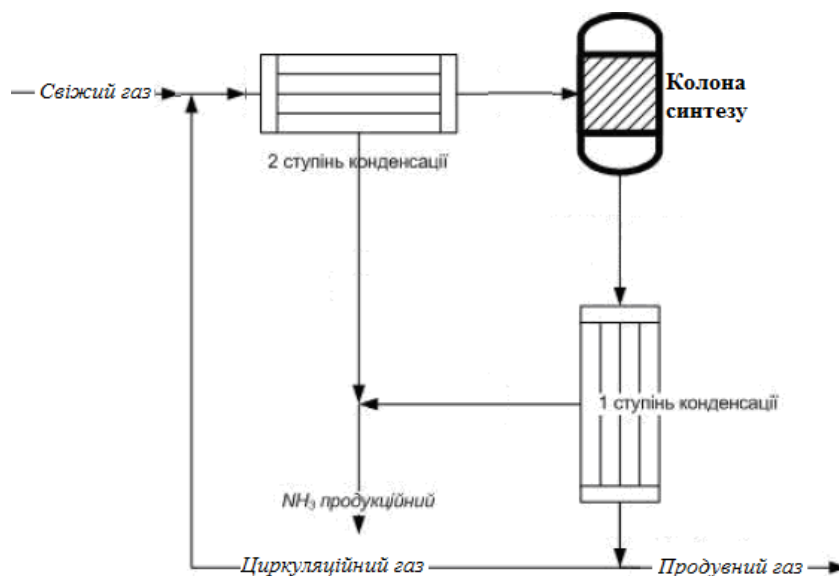 Свіжий газ
Колона
синтезу
2 ступінь конденсації
1 ступінь конденсації
NH₃ продукційний
Циркуляційний газ
Продувний газ